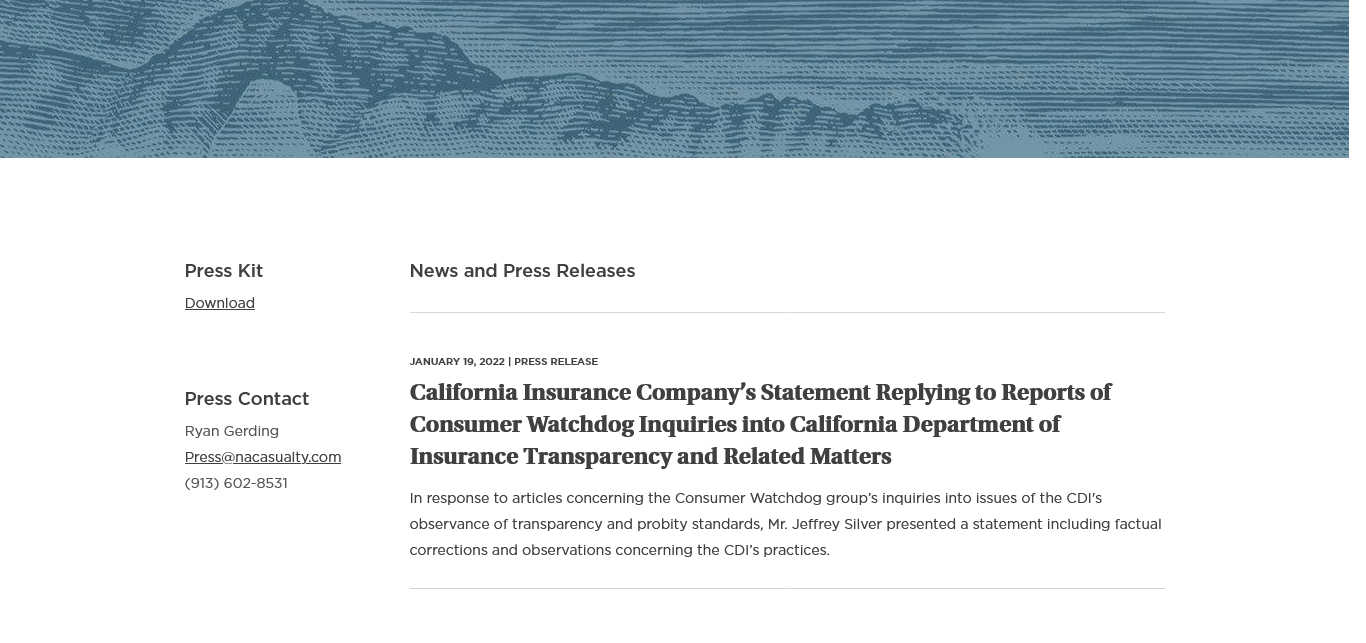 Press Kit
Download
Press Contact
Ryan Gerding
Press@nacasualty.com
(913) 602-8531
News and Press Releases
JANUARY 19, 2022 | PRESS RELEASE
California Insurance Company’s Statement Replying to Reports of
Consumer Watchdog Inquiries into California Department of
Insurance Transparency and Related Matters
In response to articles concerning the Consumer Watchdog group’s inquiries into issues of the CDI's
observance of transparency and probity standards, Mr. Jeffrey Silver presented a statement including factual
corrections and observations concerning the CDI’s practices.